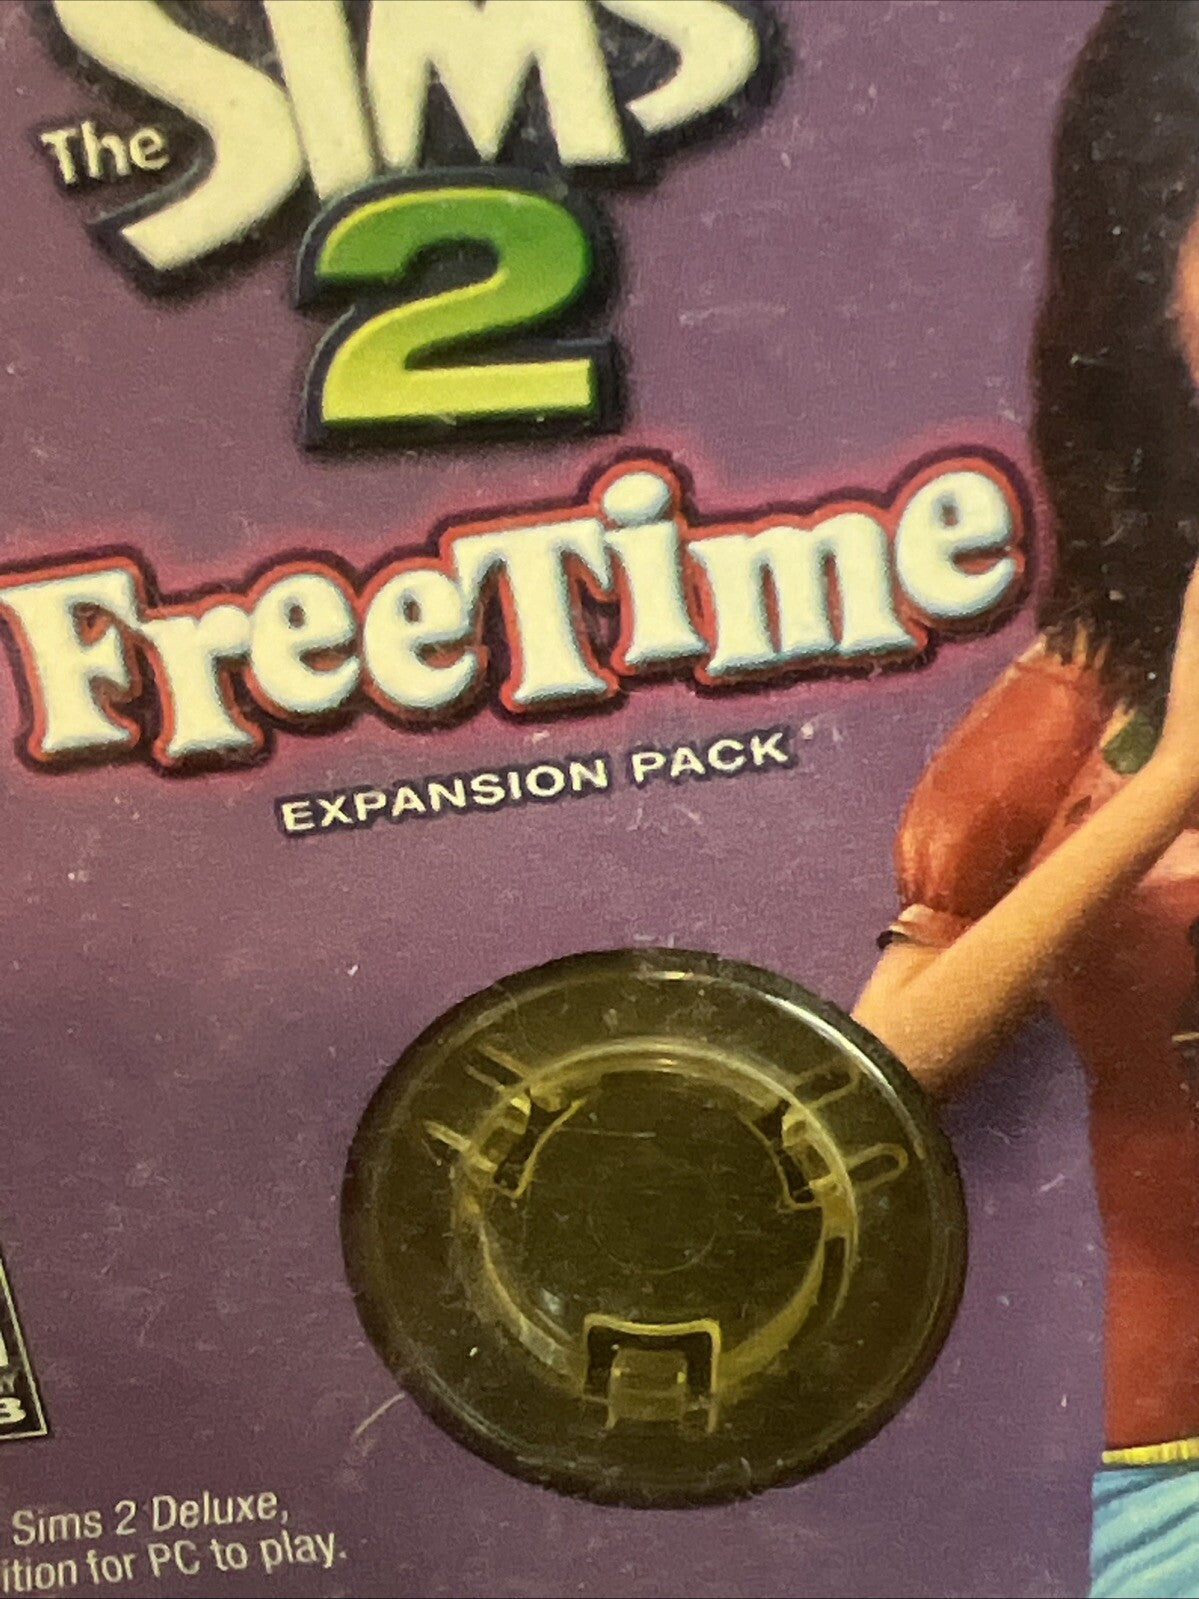 The Sims
2
FreeTime
EXPANSION PACK
Sims 2 Deluxe,
ition for PC to play.